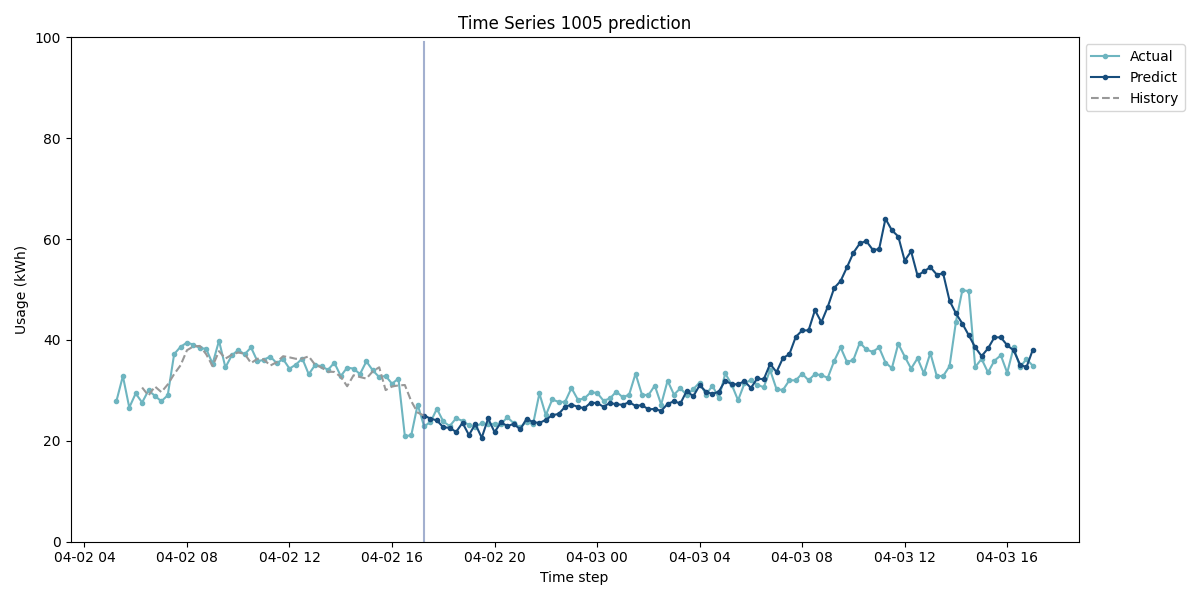 Time Series 1005 prediction
100
80
60
40
20
0
Usage (kWh)
04-02 04
04-02 08
04-02 12
04-02 16
04-02 20
04-03 00
04-03 04
04-03 08
04-03 12
04-03 16
Time step
Actual
Predict
History